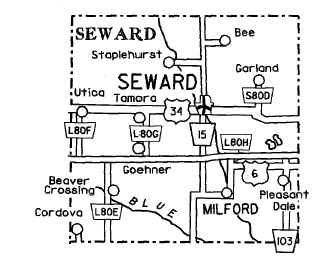 SEWARD
Bee
Staplehurst
SEWARD
Garland
Utica
Tamora
S80D
34
L80F
L80G
15
L80H
80
Goehner
6
Beaver
Crossing
BLUE
MILFORD
Pleasant
Dale
Cordova
L80E
103